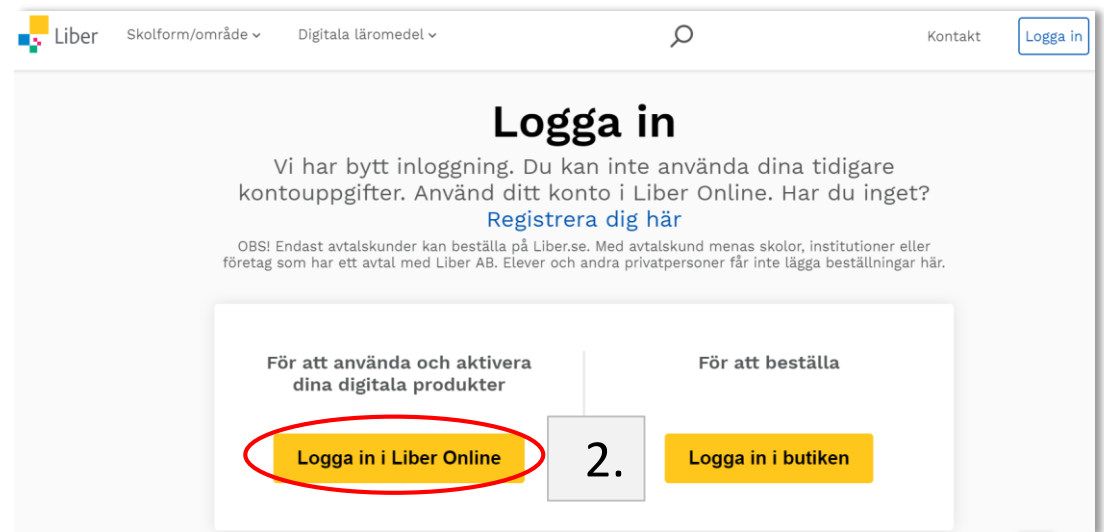 Liber Skolform/område Digitala läromedel Kontakt Logga in
Logga in
Vi har bytt inloggning. Du kan inte använda dina tidigare
kontouppgifter. Använd ditt konto i Liber Online. Har du inget?
Registrera dig här
OBS! Endast avtalskunder kan beställa på Liber.se. Med avtalskund menas skolor, institutioner eller
företag som har ett avtal med Liber AB. Elever och andra privatpersoner får inte lägga beställningar här.
För att använda och aktivera
dina digitala produkter
Logga in i Liber Online
2.
För att beställa
Logga in i butiken